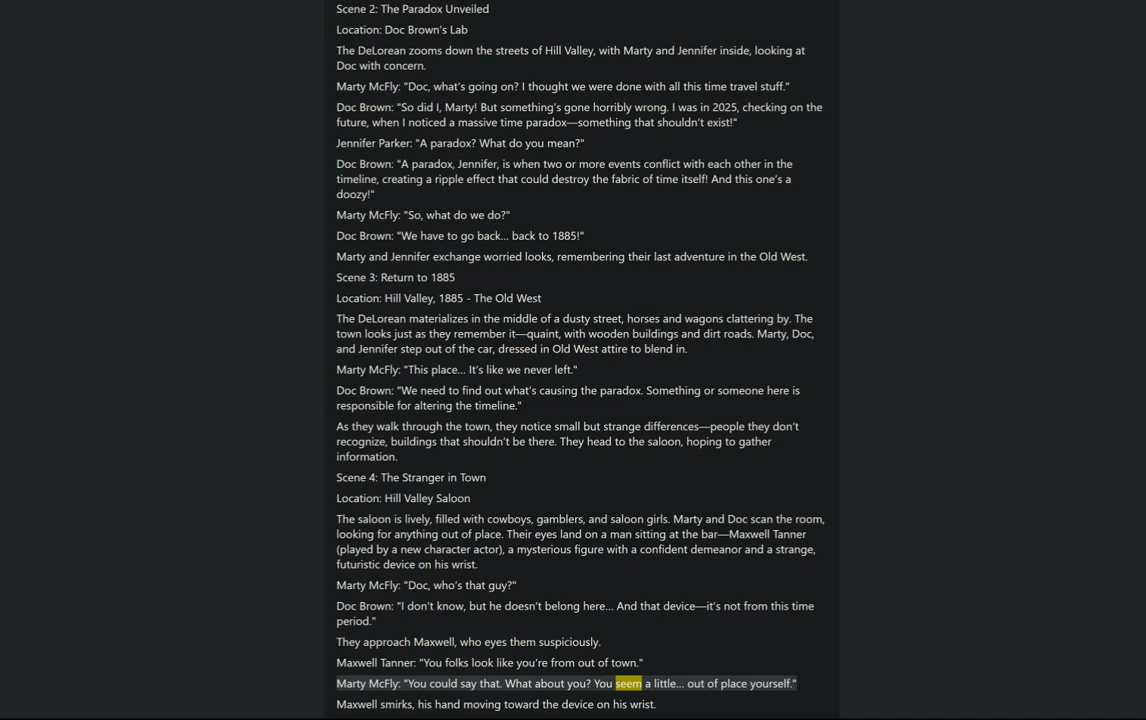 Scene 2: The Paradox Unveiled
Location: Doc Brown’s Lab
The DeLorean zooms down the streets of Hill Valley, with Marty and Jennifer inside, looking at
Doc with concern.
Marty McFly: "Doc, what’s going on? I thought we were done with all this time travel stuff."
Doc Brown: "So did I, Marty! But something’s gone horribly wrong. I was in 2025, checking on the
future, when I noticed a massive time paradox—something that shouldn’t exist!"
Jennifer Parker: "A paradox? What do you mean?"
Doc Brown: "A paradox, Jennifer, is when two or more events conflict with each other in the
timeline, creating a ripple effect that could destroy the fabric of time itself! And this one’s a
doozy!"
Marty McFly: "So, what do we do?"
Doc Brown: "We have to go back... back to 1885!"
Marty and Jennifer exchange worried looks, remembering their last adventure in the Old West.
Scene 3: Return to 1885
Location: Hill Valley, 1885 - The Old West
The DeLorean materializes in the middle of a dusty street, horses and wagons clattering by. The
town looks just as they remember it—quaint, with wooden buildings and dirt roads. Marty, Doc,
and Jennifer step out of the car, dressed in Old West attire to blend in.
Marty McFly: "This place... It’s like we never left."
Doc Brown: "We need to find out what’s causing the paradox. Something or someone here is
responsible for altering the timeline."
As they walk through the town, they notice small but strange differences—people they don’t
recognize, buildings that shouldn’t be there. They head to the saloon, hoping to gather
information.
Scene 4: The Stranger in Town
Location: Hill Valley Saloon
The saloon is lively, filled with cowboys, gamblers, and saloon girls. Marty and Doc scan the room,
looking for anything out of place. Their eyes land on a man sitting at the bar—Maxwell Tanner
(played by a new character actor), a mysterious figure with a confident demeanor and a strange,
futuristic device on his wrist.
Marty McFly: "Doc, who’s that guy?"
Doc Brown: "I don’t know, but he doesn’t belong here... And that device—it’s not from this time
period."
They approach Maxwell, who eyes them suspiciously.
Maxwell Tanner: "You folks look like you’re from out of town."
Marty McFly: "You could say that. What about you? You seem a little... out of place yourself."
Maxwell smirks, his hand moving toward the device on his wrist.